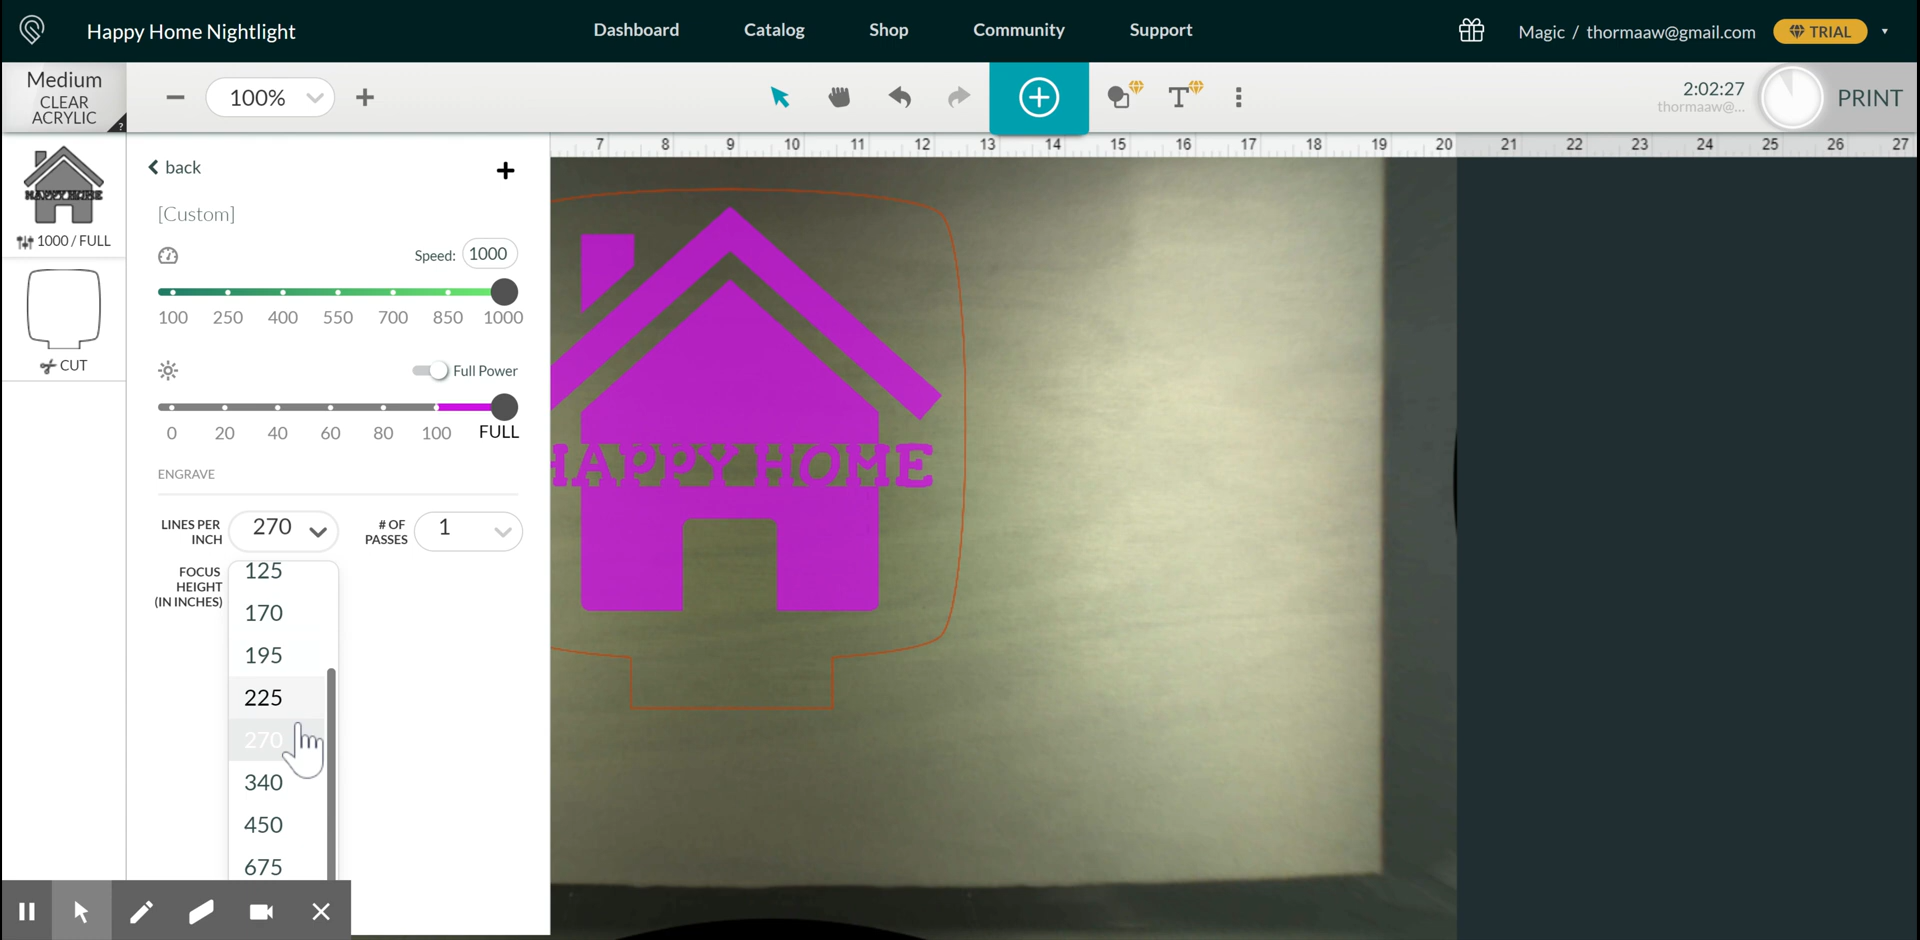 Happy Home Nightlight
Dashboard
Catalog
Shop
Community
Support
Magic / thormaaw@gmail.com
TRIAL
Medium
CLEAR
ACRYLIC
?
100%
T
2:02:27
thormaaw@...
PRINT
7 8 9 10 11 12 13 14 15 16 17 18 19 20 21 22 23 24 25 26 27
HAPPY HOME
1000 / FULL
CUT
back
[Custom]
Speed: 1000
100 250 400 550 700 850 1000
Full Power
0 20 40 60 80 100 FULL
ENGRAVE
LINES PER
INCH
270
# OF
PASSES
1
FOCUS
HEIGHT
(IN INCHES)
125
170
195
225
270
340
450
675
HAPPY HOME